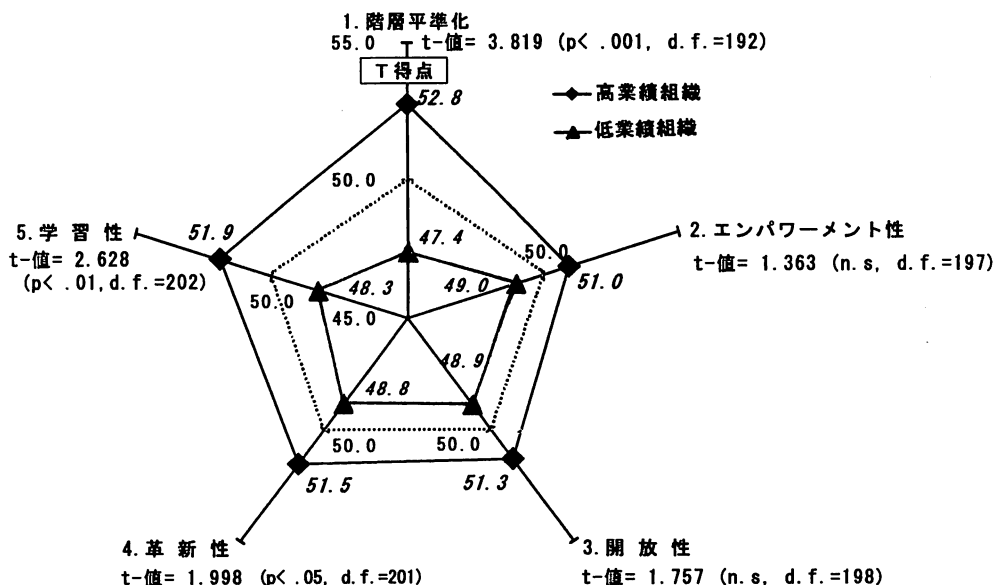 1.階層平準化
55.0
t-値= 3.819 (p< .001, d.f.=192)
T得点
52.8
高業績組織
低業績組織
50.0
5.学 習 性
t-値= 2.628
(p< .01,d.f.=202)
51.9
47.4
50.0
2.エンパワーメント性
t-値= 1.363 (n.s, d.f.=197)
51.0
50.0
48.3
49.0
45.0
48.8
48.9
50.0
50.0
51.5
51.3
4.革 新 性
t-値= 1.998 (p< .05, d.f.=201)
3.開 放 性
t-値= 1.757 (n.s, d.f.=198)